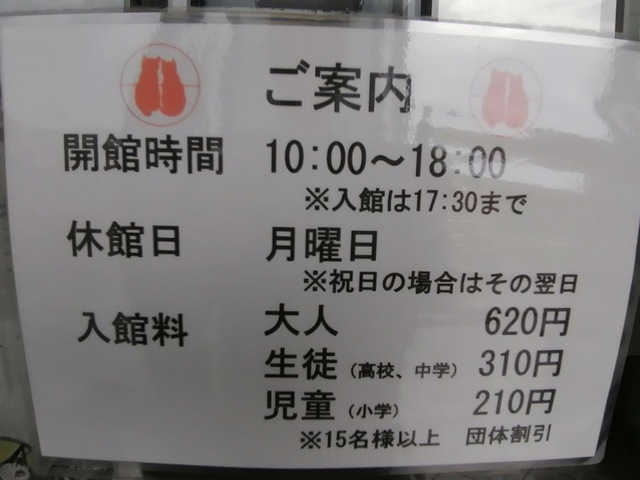 ご案内
開館時間 10:00～18:00
※入館は17:30まで
休館日 月曜日
※祝日の場合はその翌日
入館料 大人 620円
生徒（高校、中学） 310円
児童（小学） 210円
※15名様以上 団体割引